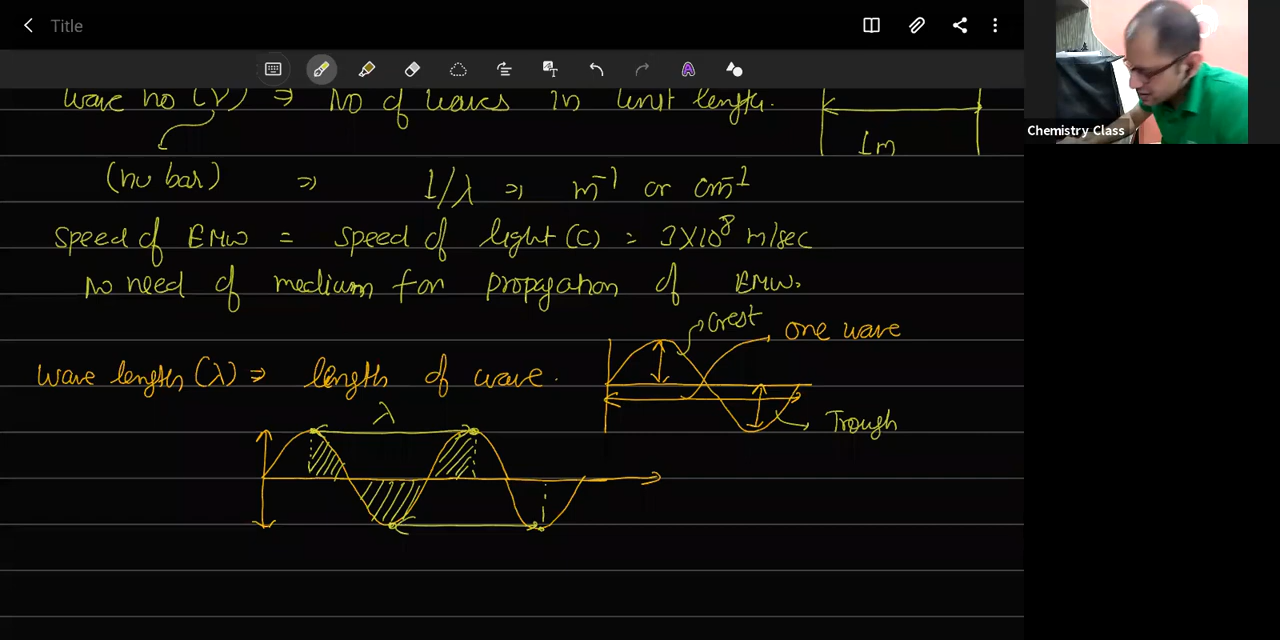 Title
Chemistry Class
wave no (ν̅) ⇒ No of waves in unit length.
1m
(nu bar) ⇒ 1/λ ⇒ m⁻¹ or cm⁻¹
Speed of EMW = speed of light (C) = 3×10⁸ m/sec
No need of medium for propagation of EMW.
Crest
one wave
wave length (λ) ⇒ length of wave.
λ
Trough